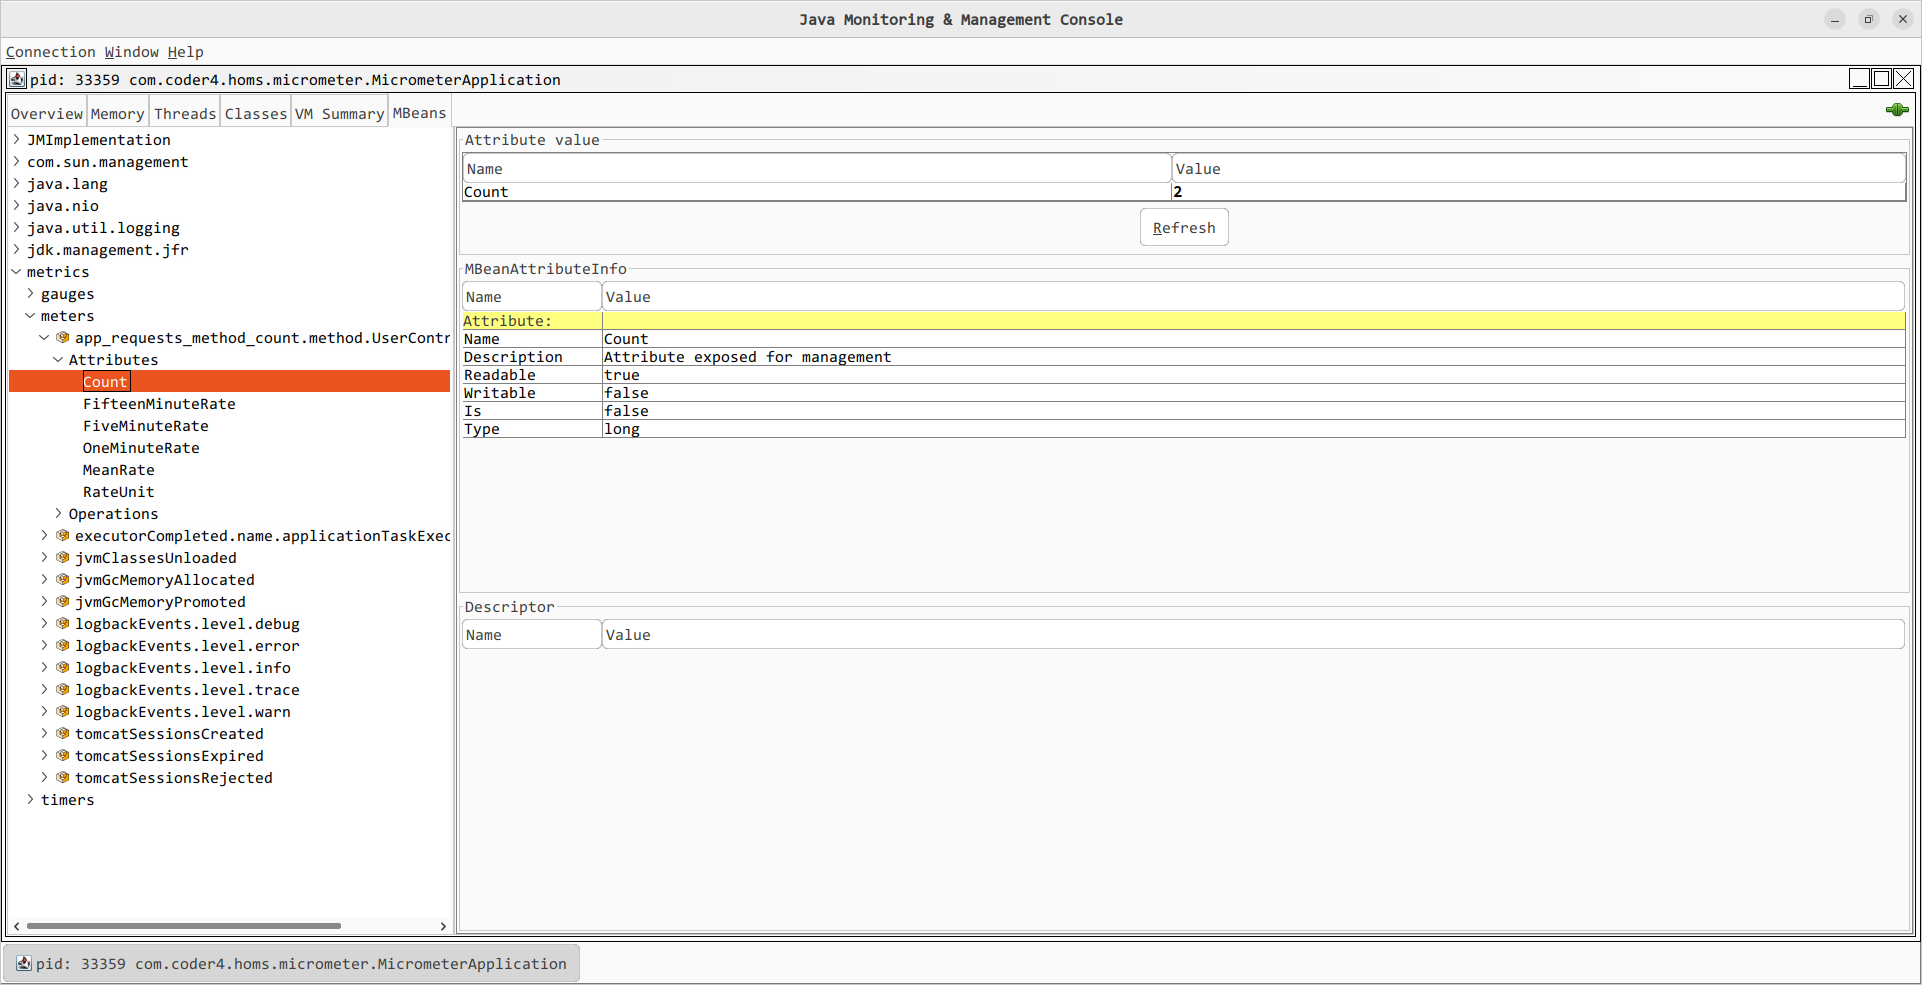 Java Monitoring & Management Console
Connection Window Help
pid: 33359 com.coder4.homs.micrometer.MicrometerApplication
Overview Memory Threads Classes VM Summary MBeans
JMImplementation
com.sun.management
java.lang
java.nio
java.util.logging
jdk.management.jfr
metrics
gauges
meters
app_requests_method_count.method.UserContr
Attributes
Count
FifteenMinuteRate
FiveMinuteRate
OneMinuteRate
MeanRate
RateUnit
Operations
executorCompleted.name.applicationTaskExec
jvmClassesUnloaded
jvmGcMemoryAllocated
jvmGcMemoryPromoted
logbackEvents.level.debug
logbackEvents.level.error
logbackEvents.level.info
logbackEvents.level.trace
logbackEvents.level.warn
tomcatSessionsCreated
tomcatSessionsExpired
tomcatSessionsRejected
timers
Attribute value
Name Value
Count 2
Refresh
MBeanAttributeInfo
Name Value
Attribute:
Name Count
Description Attribute exposed for management
Readable true
Writable false
Is false
Type long
Descriptor
Name Value
pid: 33359 com.coder4.homs.micrometer.MicrometerApplication